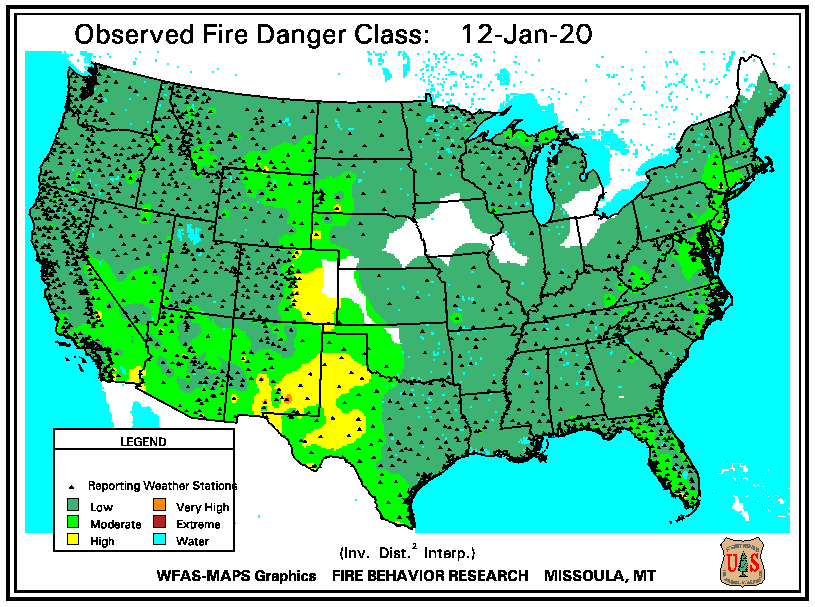 Observed Fire Danger Class: 12-Jan-20
LEGEND
Reporting Weather Stations
Low
Very High
Moderate
Extreme
High
Water
(Inv. Dist.² Interp.)
WFAS-MAPS Graphics FIRE BEHAVIOR RESEARCH MISSOULA, MT
U S